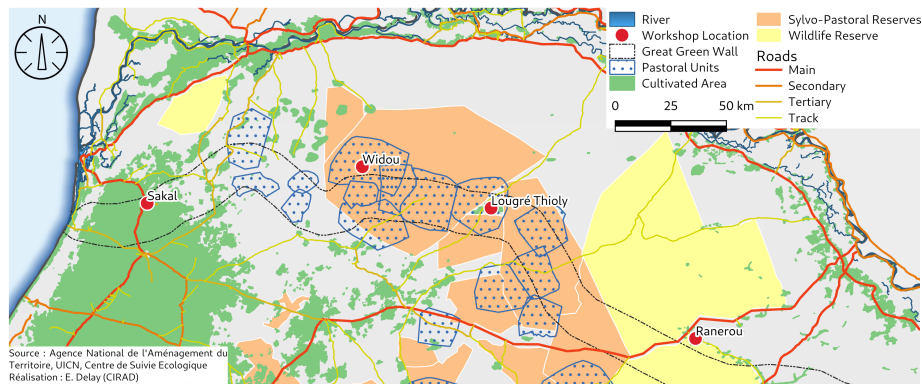 N
River
Workshop Location
Great Green Wall
Pastoral Units
Cultivated Area
0 25 50 km
Sylvo-Pastoral Reserves
Wildlife Reserve
Roads
Main
Secondary
Tertiary
Track
Widou
Sakal
Lougré Thioly
Ranerou
Source : Agence National de l'Aménagement du
Territoire, UICN, Centre de Suivie Ecologique
Réalisation : E. Delay (CIRAD)